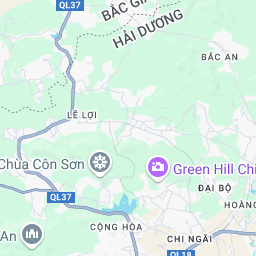 QL37
BẮC GI
HẢI DƯƠNG
BẮC AN
LÊ LỢI
Chùa Côn Sơn
Green Hill Chi
ĐẠI BỘ
QL37
HOÀNG
An
CỘNG HÒA
CHI NGÃI
QL18